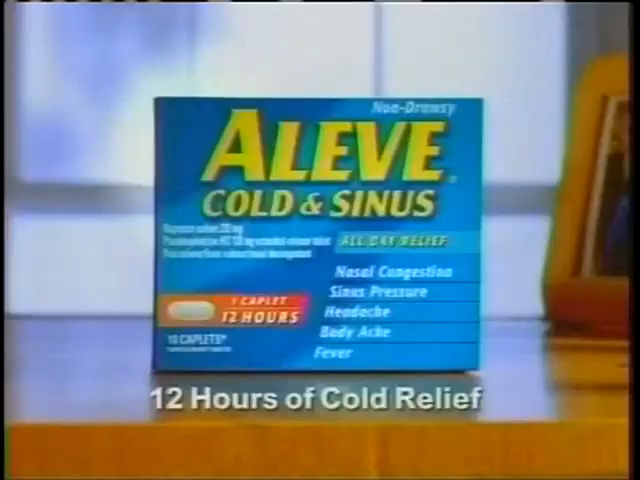 Non-Drowsy
ALEVE
COLD & SINUS
ALL DAY RELIEF
Nasal Congestion
Sinus Pressure
1 CAPLET
12 HOURS
Headache
Body Ache
10 CAPLETS*
Fever
12 Hours of Cold Relief